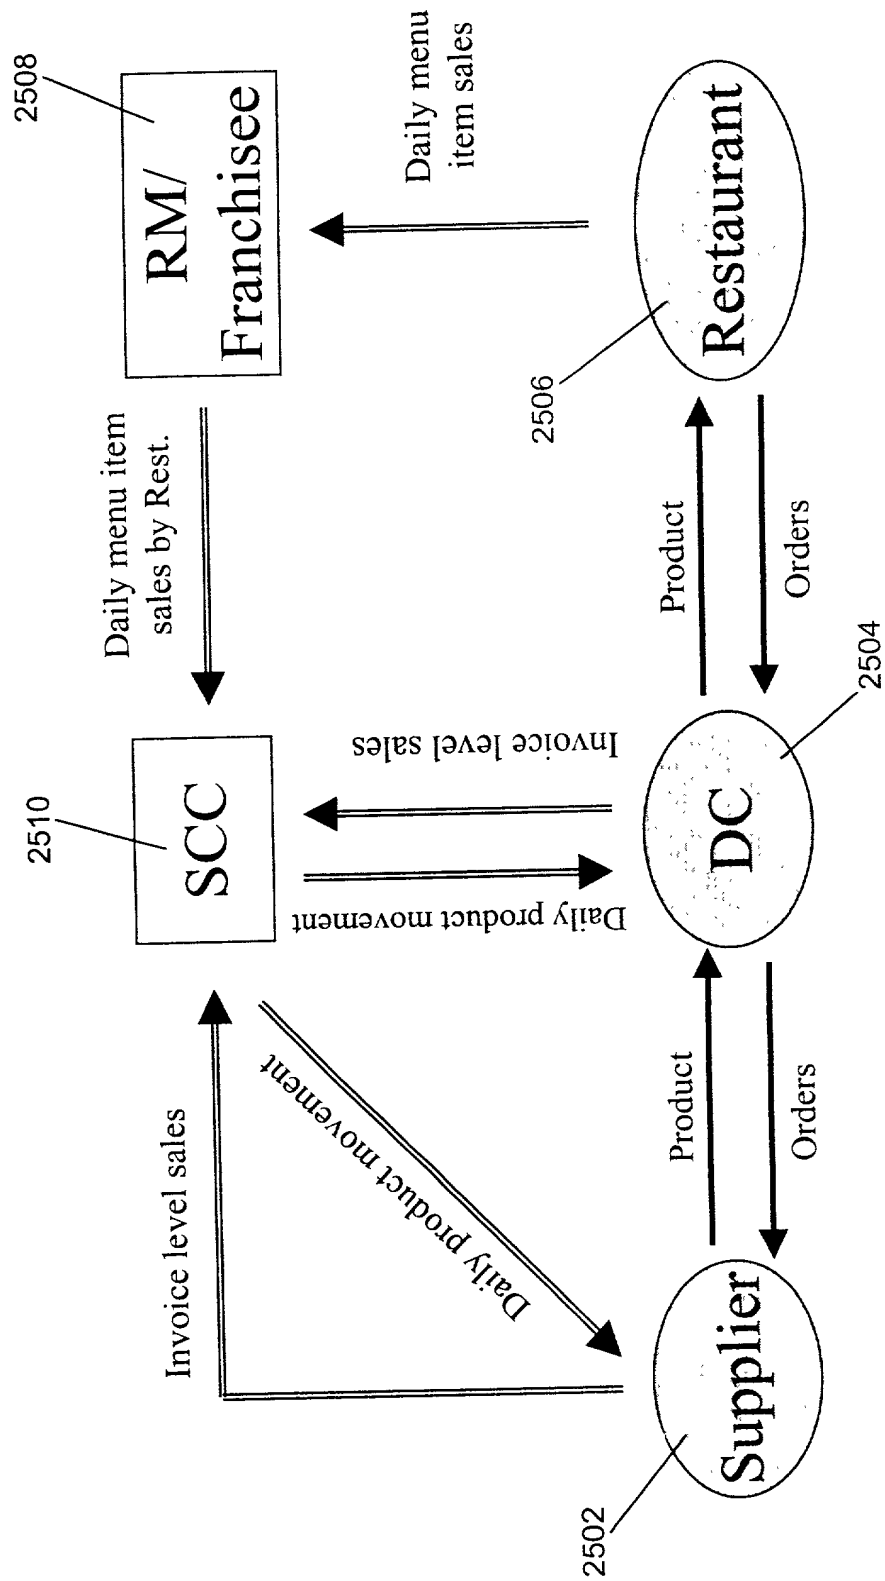 2510
SCC
2508
RM/
Franchisee
Invoice level sales
Daily menu item
sales by Rest.
Daily product movement
Daily product movement
Invoice level sales
Daily menu
item sales
2502
Supplier
Product
Orders
DC
2504
Product
Orders
2506
Restaurant